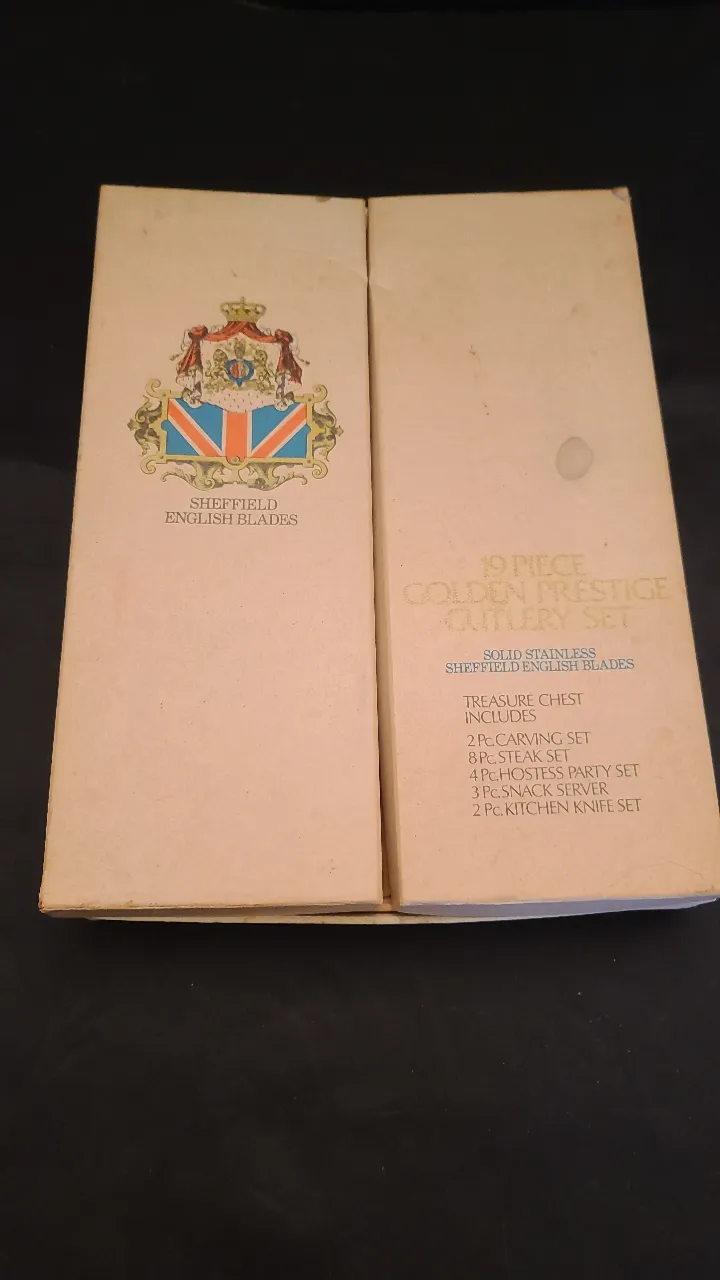 SHEFFIELD
ENGLISH BLADES
19 PIECE
GOLDEN PRESTIGE
CUTLERY SET
SOLID STAINLESS
SHEFFIELD ENGLISH BLADES
TREASURE CHEST
INCLUDES
2 Pc. CARVING SET
8 Pc. STEAK SET
4 Pc. HOSTESS PARTY SET
3 Pc. SNACK SERVER
2 Pc. KITCHEN KNIFE SET